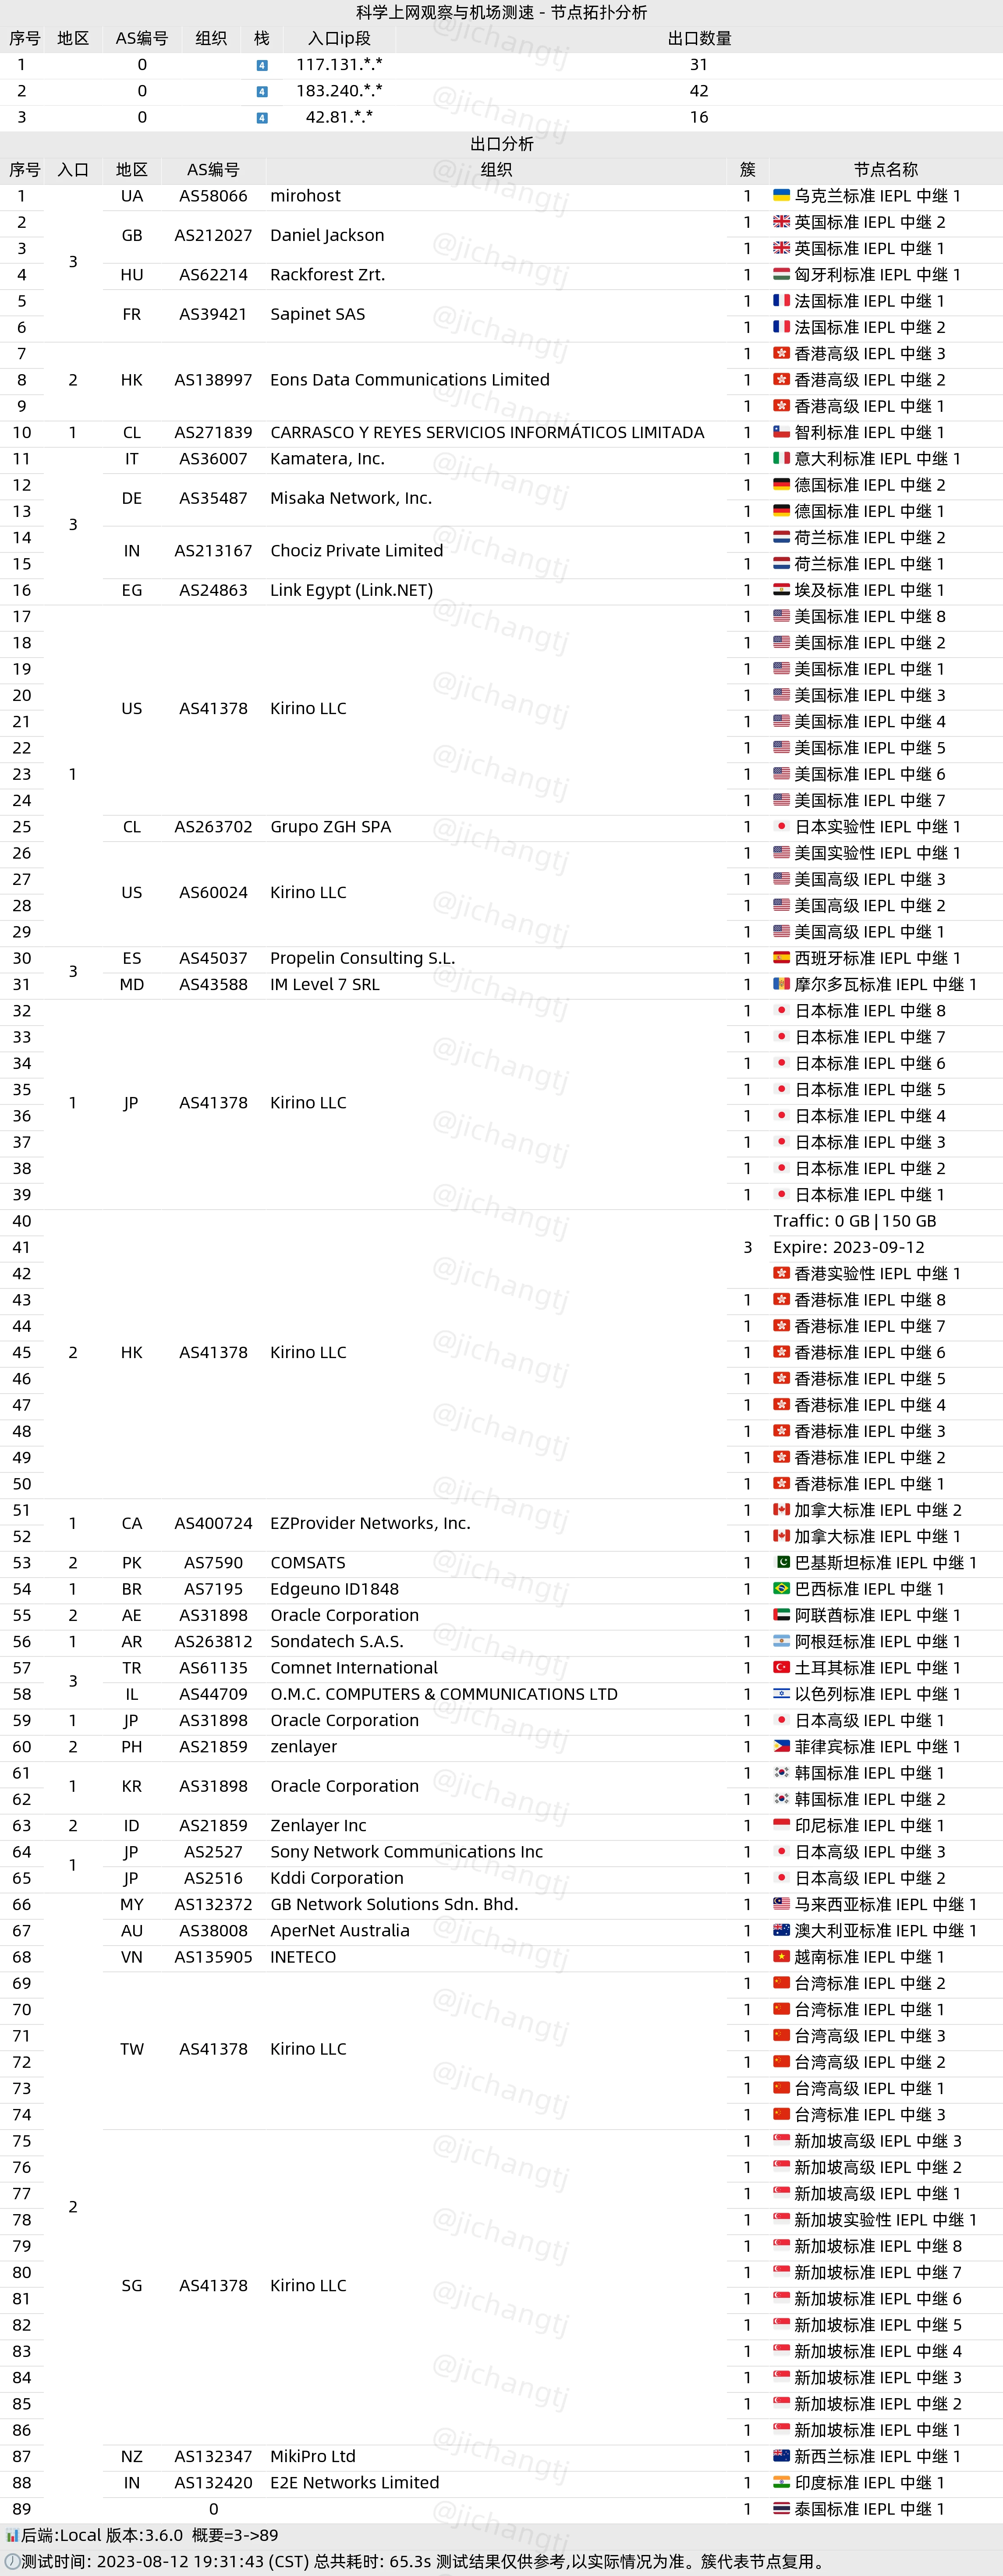 科学上网观察与机场测速 - 节点拓扑分析
序号 地区 AS编号 组织 栈 入口ip段 出口数量
1 0 4 117.131.*.* 31
2 0 4 183.240.*.* 42
3 0 4 42.81.*.* 16
出口分析
序号 入口 地区 AS编号 组织 簇 节点名称
1 UA AS58066 mirohost 1 乌克兰标准 IEPL 中继 1
2 1 英国标准 IEPL 中继 2
GB AS212027 Daniel Jackson
3 1 英国标准 IEPL 中继 1
3
4 HU AS62214 Rackforest Zrt. 1 匈牙利标准 IEPL 中继 1
5 1 法国标准 IEPL 中继 1
FR AS39421 Sapinet SAS
6 1 法国标准 IEPL 中继 2
7 1 香港高级 IEPL 中继 3
8 2 HK AS138997 Eons Data Communications Limited 1 香港高级 IEPL 中继 2
9 1 香港高级 IEPL 中继 1
10 1 CL AS271839 CARRASCO Y REYES SERVICIOS INFORMÁTICOS LIMITADA 1 智利标准 IEPL 中继 1
11 IT AS36007 Kamatera, Inc. 1 意大利标准 IEPL 中继 1
12 1 德国标准 IEPL 中继 2
DE AS35487 Misaka Network, Inc.
13 1 德国标准 IEPL 中继 1
3
14 1 荷兰标准 IEPL 中继 2
IN AS213167 Chociz Private Limited
15 1 荷兰标准 IEPL 中继 1
16 EG AS24863 Link Egypt (Link.NET) 1 埃及标准 IEPL 中继 1
17 1 美国标准 IEPL 中继 8
18 1 美国标准 IEPL 中继 2
19 1 美国标准 IEPL 中继 1
20 1 美国标准 IEPL 中继 3
US AS41378 Kirino LLC
21 1 美国标准 IEPL 中继 4
22 1 美国标准 IEPL 中继 5
23 1 1 美国标准 IEPL 中继 6
24 1 美国标准 IEPL 中继 7
25 CL AS263702 Grupo ZGH SPA 1 日本实验性 IEPL 中继 1
26 1 美国实验性 IEPL 中继 1
27 1 美国高级 IEPL 中继 3
US AS60024 Kirino LLC
28 1 美国高级 IEPL 中继 2
29 1 美国高级 IEPL 中继 1
30 ES AS45037 Propelin Consulting S.L. 1 西班牙标准 IEPL 中继 1
3
31 MD AS43588 IM Level 7 SRL 1 摩尔多瓦标准 IEPL 中继 1
32 1 日本标准 IEPL 中继 8
33 1 日本标准 IEPL 中继 7
34 1 日本标准 IEPL 中继 6
35 1 日本标准 IEPL 中继 5
1 JP AS41378 Kirino LLC
36 1 日本标准 IEPL 中继 4
37 1 日本标准 IEPL 中继 3
38 1 日本标准 IEPL 中继 2
39 1 日本标准 IEPL 中继 1
40 Traffic: 0 GB | 150 GB
41 3 Expire: 2023-09-12
42 香港实验性 IEPL 中继 1
43 1 香港标准 IEPL 中继 8
44 1 香港标准 IEPL 中继 7
45 2 HK AS41378 Kirino LLC 1 香港标准 IEPL 中继 6
46 1 香港标准 IEPL 中继 5
47 1 香港标准 IEPL 中继 4
48 1 香港标准 IEPL 中继 3
49 1 香港标准 IEPL 中继 2
50 1 香港标准 IEPL 中继 1
51 1 加拿大标准 IEPL 中继 2
1 CA AS400724 EZProvider Networks, Inc.
52 1 加拿大标准 IEPL 中继 1
53 2 PK AS7590 COMSATS 1 巴基斯坦标准 IEPL 中继 1
54 1 BR AS7195 Edgeuno ID1848 1 巴西标准 IEPL 中继 1
55 2 AE AS31898 Oracle Corporation 1 阿联酋标准 IEPL 中继 1
56 1 AR AS263812 Sondatech S.A.S. 1 阿根廷标准 IEPL 中继 1
57 TR AS61135 Comnet International 1 土耳其标准 IEPL 中继 1
3
58 IL AS44709 O.M.C. COMPUTERS & COMMUNICATIONS LTD 1 以色列标准 IEPL 中继 1
59 1 JP AS31898 Oracle Corporation 1 日本高级 IEPL 中继 1
60 2 PH AS21859 zenlayer 1 菲律宾标准 IEPL 中继 1
61 1 韩国标准 IEPL 中继 1
1 KR AS31898 Oracle Corporation
62 1 韩国标准 IEPL 中继 2
63 2 ID AS21859 Zenlayer Inc 1 印尼标准 IEPL 中继 1
64 JP AS2527 Sony Network Communications Inc 1 日本高级 IEPL 中继 3
1
65 JP AS2516 Kddi Corporation 1 日本高级 IEPL 中继 2
66 MY AS132372 GB Network Solutions Sdn. Bhd. 1 马来西亚标准 IEPL 中继 1
67 AU AS38008 AperNet Australia 1 澳大利亚标准 IEPL 中继 1
68 VN AS135905 INETECO 1 越南标准 IEPL 中继 1
69 1 台湾标准 IEPL 中继 2
70 1 台湾标准 IEPL 中继 1
71 1 台湾高级 IEPL 中继 3
TW AS41378 Kirino LLC
72 1 台湾高级 IEPL 中继 2
73 1 台湾高级 IEPL 中继 1
74 1 台湾标准 IEPL 中继 3
75 1 新加坡高级 IEPL 中继 3
76 1 新加坡高级 IEPL 中继 2
77 1 新加坡高级 IEPL 中继 1
2
78 1 新加坡实验性 IEPL 中继 1
79 1 新加坡标准 IEPL 中继 8
80 1 新加坡标准 IEPL 中继 7
SG AS41378 Kirino LLC
81 1 新加坡标准 IEPL 中继 6
82 1 新加坡标准 IEPL 中继 5
83 1 新加坡标准 IEPL 中继 4
84 1 新加坡标准 IEPL 中继 3
85 1 新加坡标准 IEPL 中继 2
86 1 新加坡标准 IEPL 中继 1
87 NZ AS132347 MikiPro Ltd 1 新西兰标准 IEPL 中继 1
88 IN AS132420 E2E Networks Limited 1 印度标准 IEPL 中继 1
89 0 1 泰国标准 IEPL 中继 1
后端:Local 版本:3.6.0 概要=3->89
测试时间: 2023-08-12 19:31:43 (CST) 总共耗时: 65.3s 测试结果仅供参考,以实际情况为准。簇代表节点复用。
@jichangtj